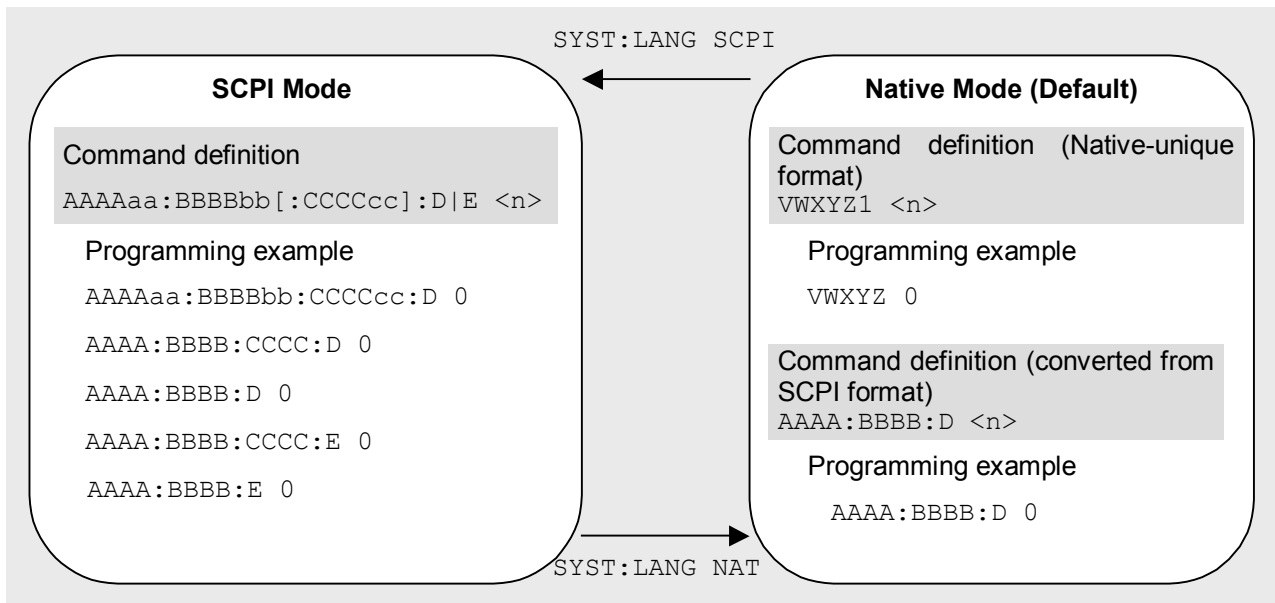 SYST:LANG SCPI
SCPI Mode
Command definition
AAAAaa:BBBBbb[:CCCCcc]:D|E <n>
Programming example
AAAAaa:BBBBbb:CCCCcc:D 0
AAAA:BBBB:CCCC:D 0
AAAA:BBBB:D 0
AAAA:BBBB:CCCC:E 0
AAAA:BBBB:E 0
Native Mode (Default)
Command definition (Native-unique
format)
VWXYZ1 <n>
Programming example
VWXYZ 0
Command definition (converted from
SCPI format)
AAAA:BBBB:D <n>
Programming example
AAAA:BBBB:D 0
SYST:LANG NAT